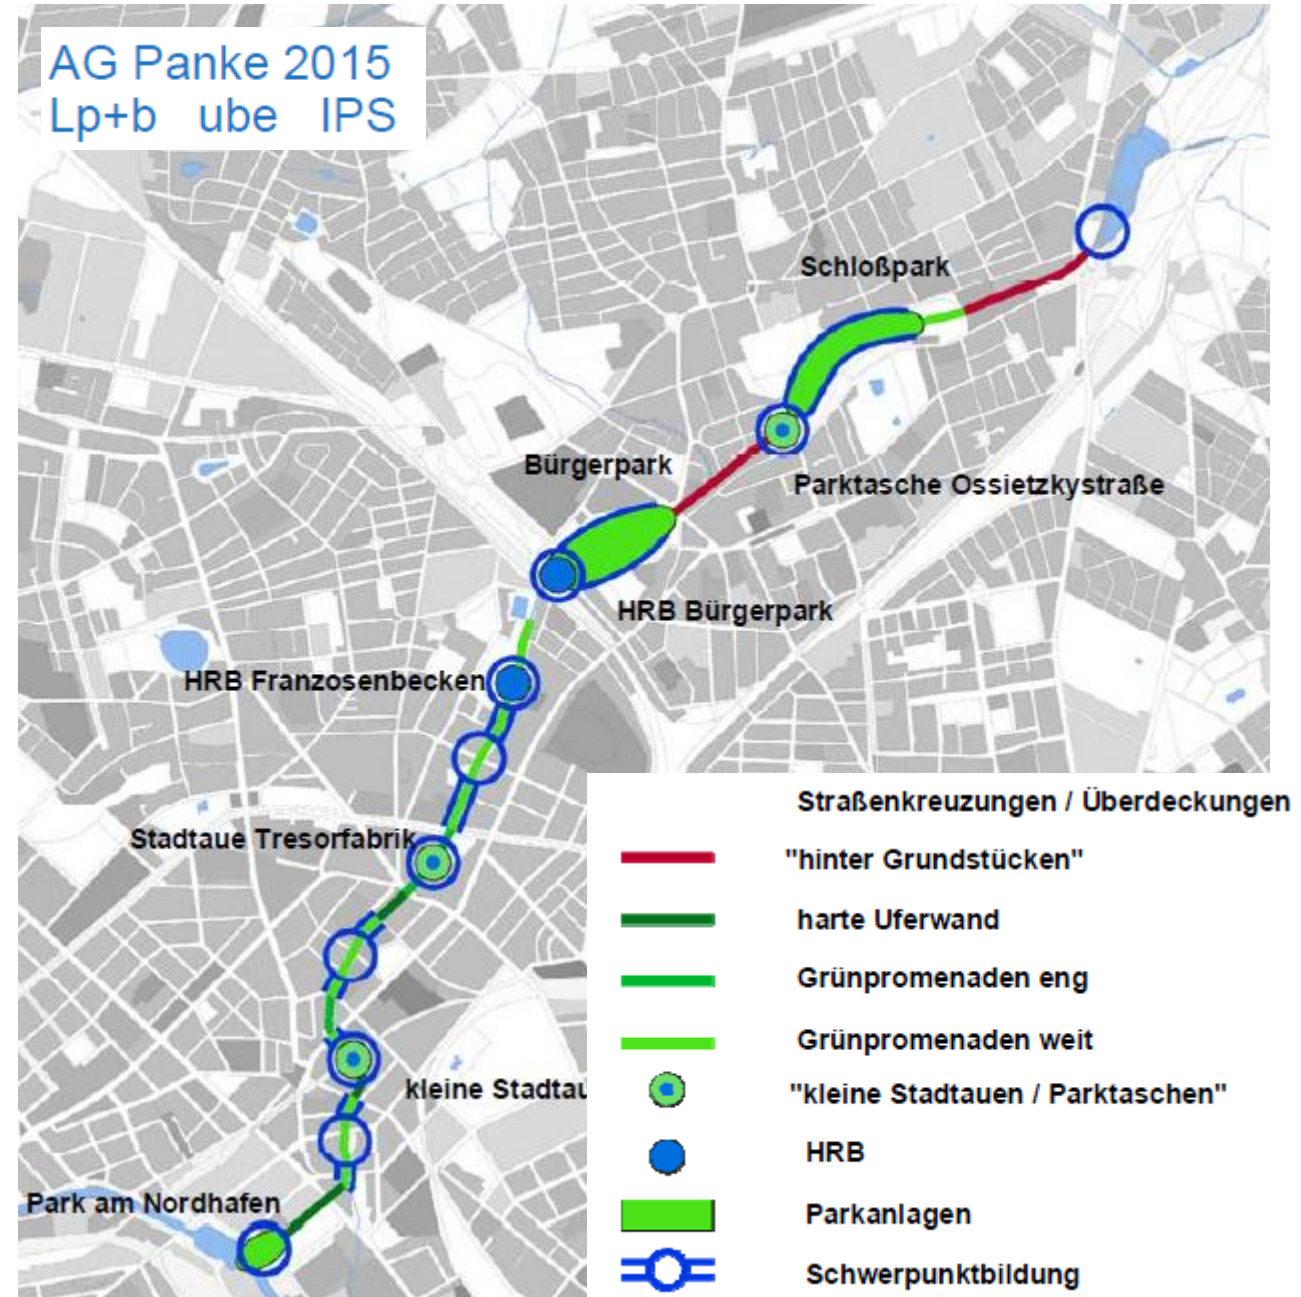 AG Panke 2015
Lp+b ube IPS
Schloßpark
Bürgerpark
Parktasche Ossietzkystraße
HRB Bürgerpark
HRB Franzosenbecken
Stadtaue Tresorfabrik
kleine Stadtau
Park am Nordhafen
Straßenkreuzungen / Überdeckungen
"hinter Grundstücken"
harte Uferwand
Grünpromenaden eng
Grünpromenaden weit
"kleine Stadtauen / Parktaschen"
HRB
Parkanlagen
Schwerpunktbildung